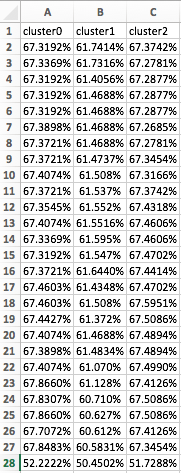 A B C
1 cluster0 cluster1 cluster2
2 67.3192% 61.7414% 67.3742%
3 67.3369% 61.7316% 67.2781%
4 67.3192% 61.4056% 67.2877%
5 67.3192% 61.4688% 67.2877%
6 67.3192% 61.4688% 67.2877%
7 67.3898% 61.4688% 67.2685%
8 67.3721% 61.4688% 67.2781%
9 67.3721% 61.4737% 67.3454%
10 67.4074% 61.508% 67.3166%
11 67.3721% 61.537% 67.3742%
12 67.3545% 61.552% 67.4318%
13 67.4074% 61.5516% 67.4606%
14 67.3369% 61.595% 67.4606%
15 67.3192% 61.547% 67.4702%
16 67.3721% 61.6440% 67.4414%
17 67.4603% 61.4348% 67.4702%
18 67.4603% 61.508% 67.5951%
19 67.4427% 61.372% 67.5086%
20 67.4074% 61.4688% 67.4894%
21 67.3898% 61.4834% 67.4894%
22 67.4074% 61.070% 67.4990%
23 67.8660% 61.128% 67.4126%
24 67.8307% 60.710% 67.5086%
25 67.8660% 60.627% 67.5086%
26 67.7072% 60.612% 67.4126%
27 67.8483% 60.5831% 67.3454%
28 52.2222% 50.4502% 51.7288%